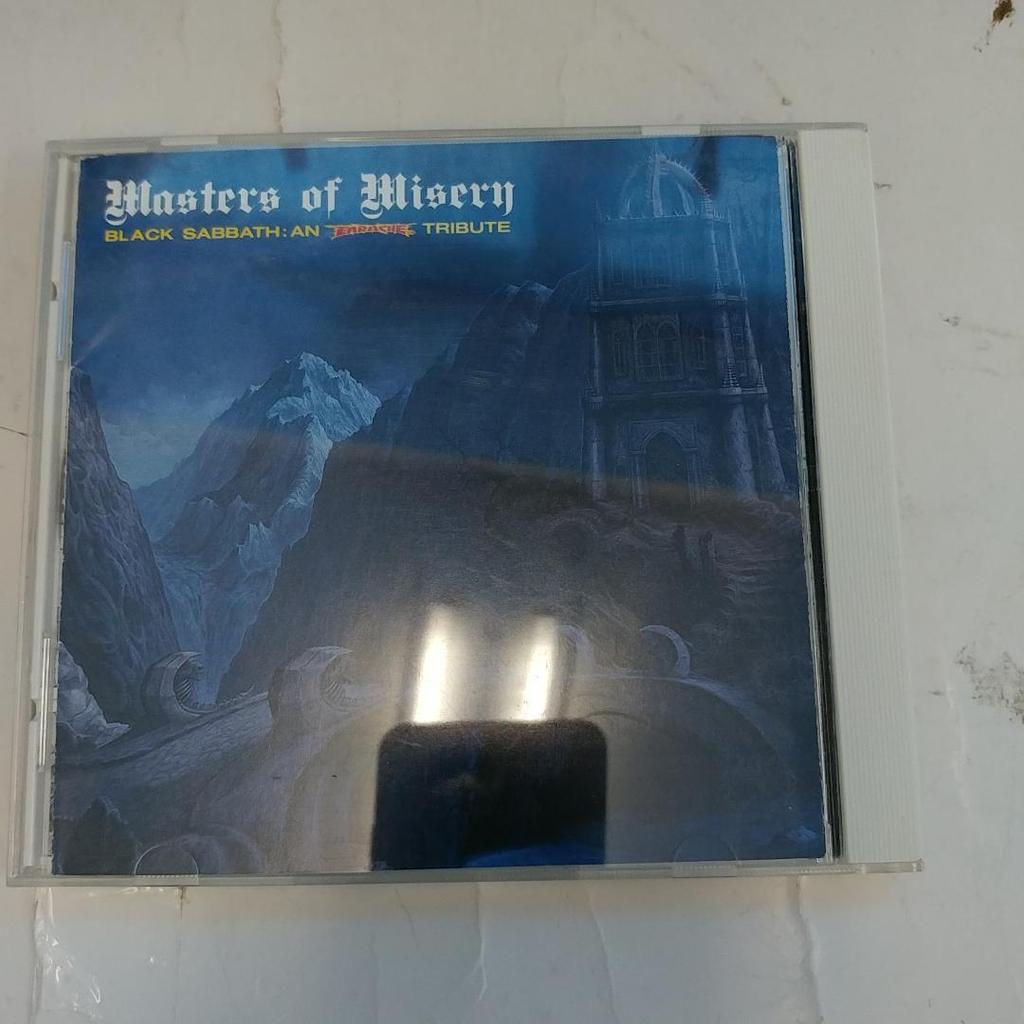 Masters of Misery
BLACK SABBATH: AN EARACHE TRIBUTE